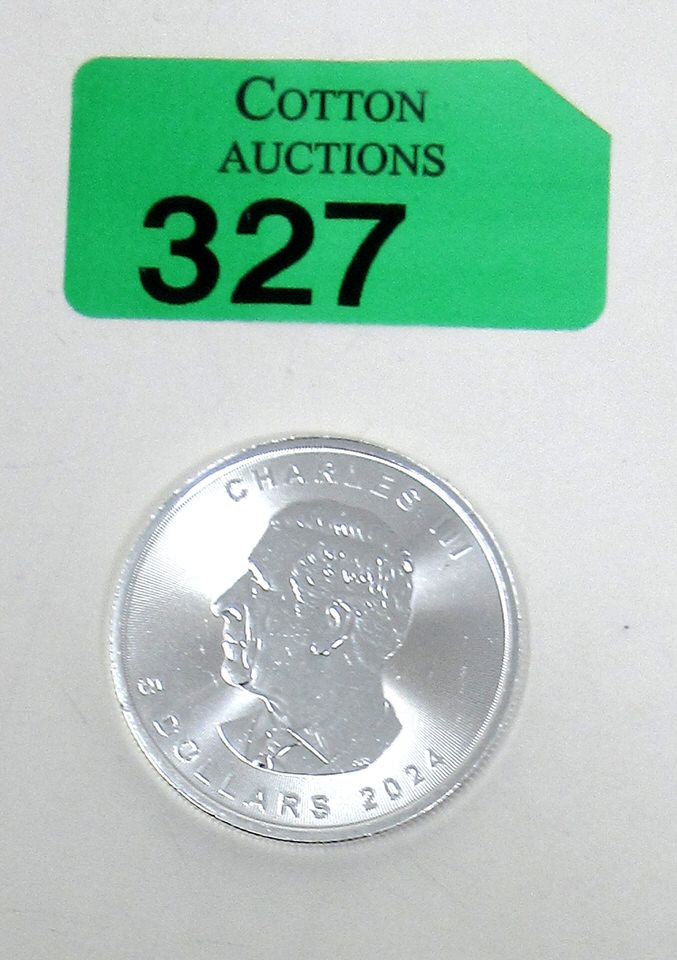 COTTON
AUCTIONS
327
CHARLES III
5 DOLLARS 2024